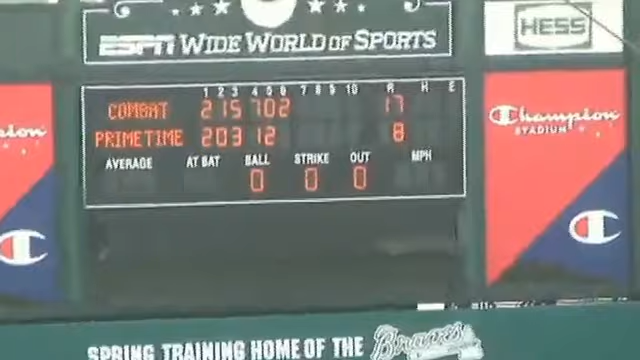 HESS
ESPN WIDE WORLD OF SPORTS
1 2 3 4 5 6 7 8 9 10 R H E
COMBAT 2 1 5 7 0 2 17
PRIMETIME 2 0 3 1 2 8
AVERAGE AT BAT BALL STRIKE OUT MPH
0 0 0
Champion
STADIUM
SPRING TRAINING HOME OF THE Braves